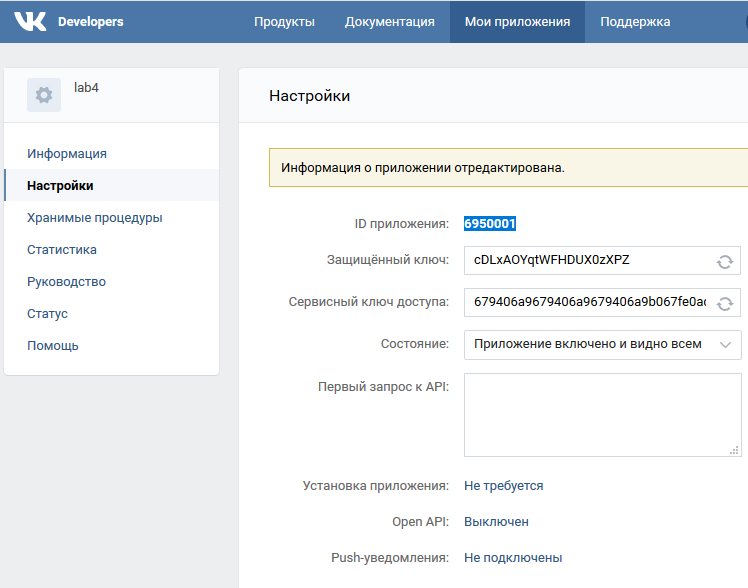 VK Developers Продукты Документация Мои приложения Поддержка
lab4
Информация
Настройки
Хранимые процедуры
Статистика
Руководство
Статус
Помощь
Настройки
Информация о приложении отредактирована.
ID приложения: 6950001
Защищённый ключ: cDLxAOYqtWFHDUX0zXPZ
Сервисный ключ доступа: 679406a9679406a9679406a9b067fe0ac
Состояние: Приложение включено и видно всем
Первый запрос к API:
Установка приложения: Не требуется
Open API: Выключен
Push-уведомления: Не подключены